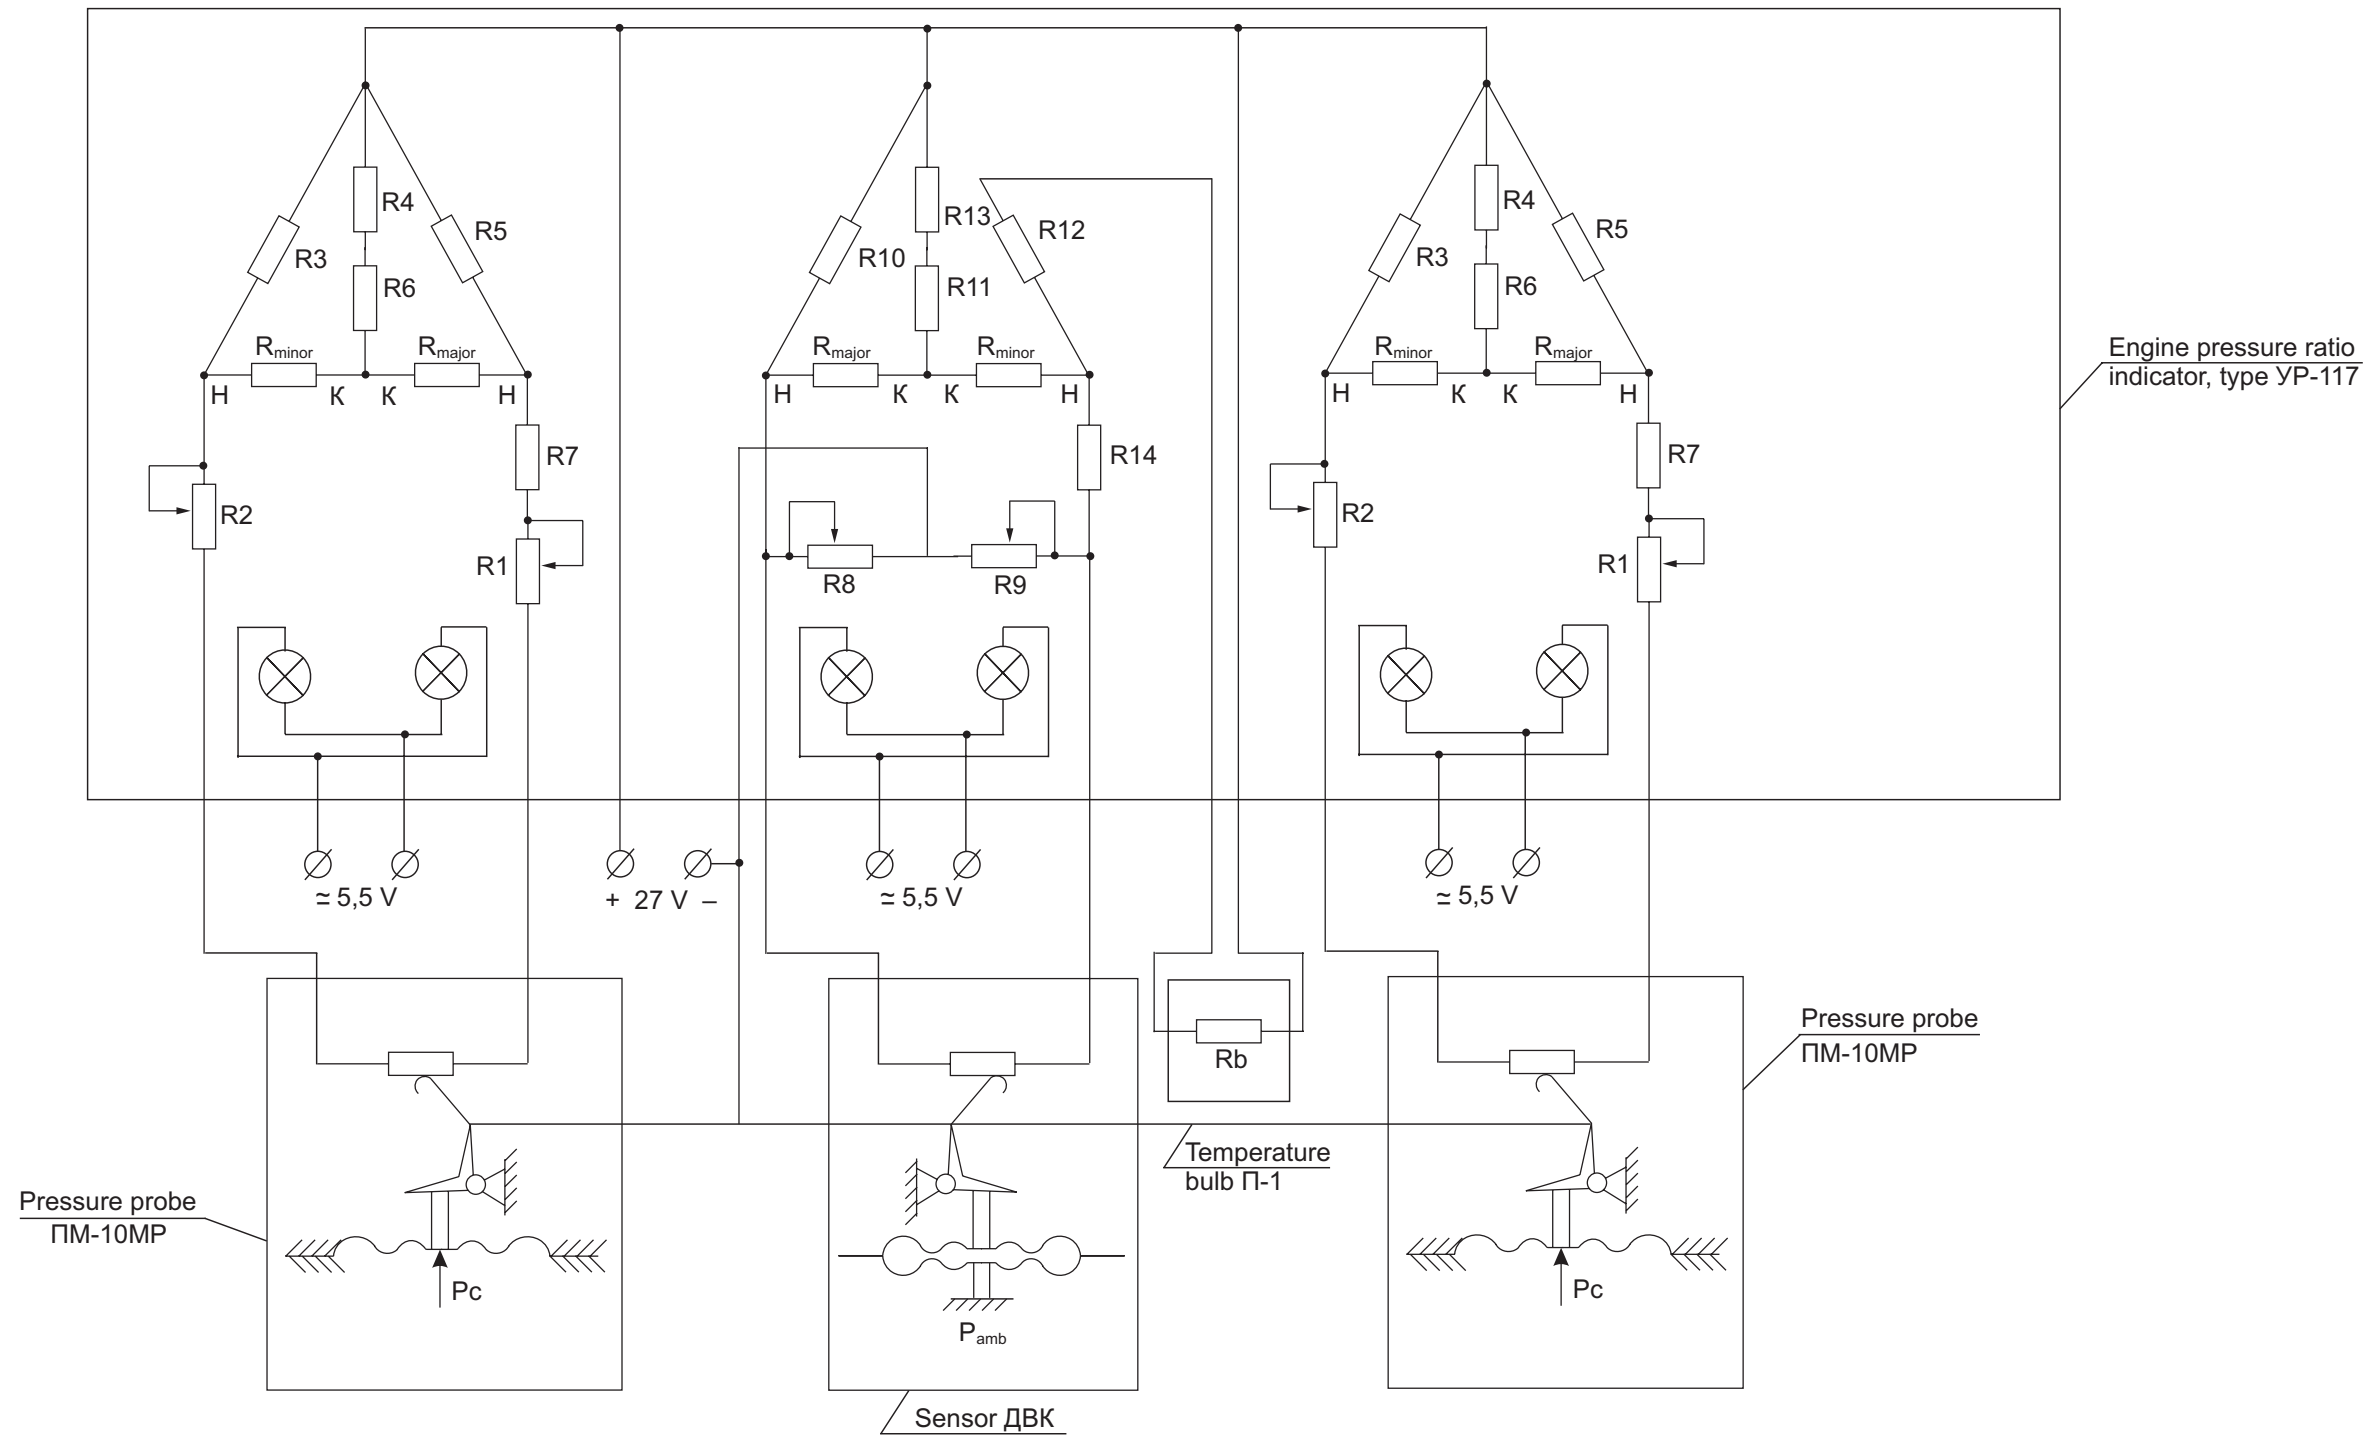 R4
R3
R5
R6
Rminor
Rmajor
H
K
K
H
R7
R2
R1
≃ 5,5 V
+ 27 V –
R13
R10
R12
R11
Rmajor
Rminor
H
K
K
H
R14
R8
R9
≃ 5,5 V
R4
R3
R5
R6
Rminor
Rmajor
H
K
K
H
R7
R2
R1
≃ 5,5 V
Engine pressure ratio
indicator, type УР-117
Pressure probe
ПМ-10МР
Rb
Temperature
bulb П-1
Pressure probe
ПМ-10МР
Pc
Pamb
Pc
Sensor ДВК